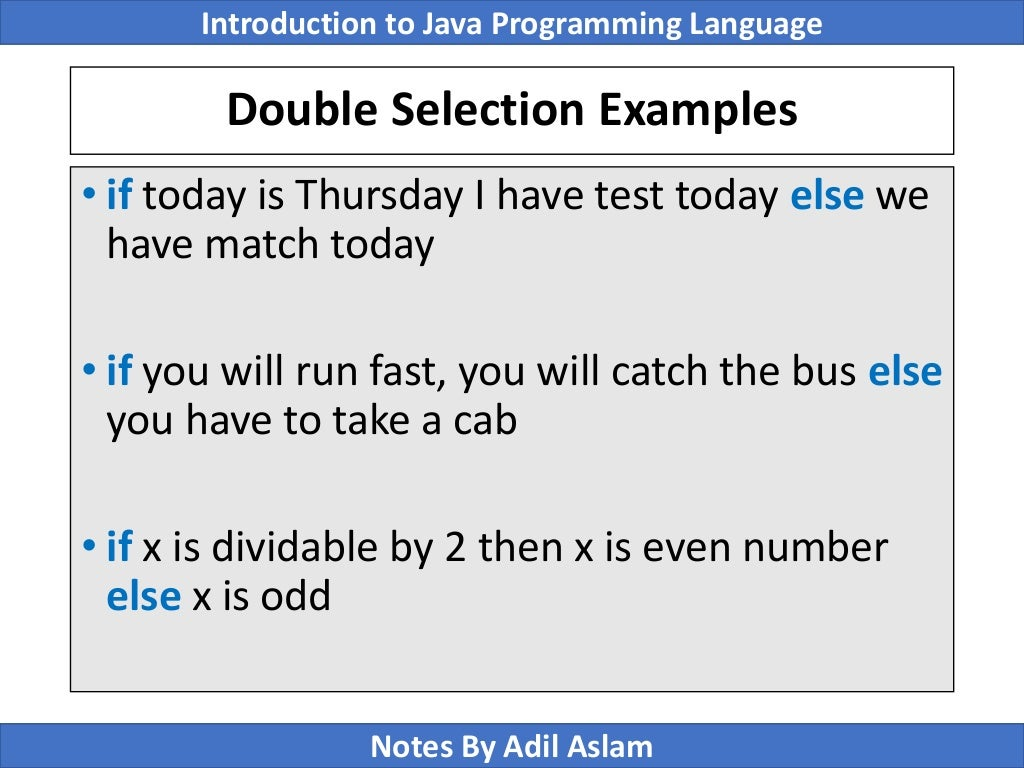 Introduction to Java Programming Language
Double Selection Examples
• if today is Thursday I have test today else we
have match today
• if you will run fast, you will catch the bus else
you have to take a cab
• if x is dividable by 2 then x is even number
else x is odd
Notes By Adil Aslam